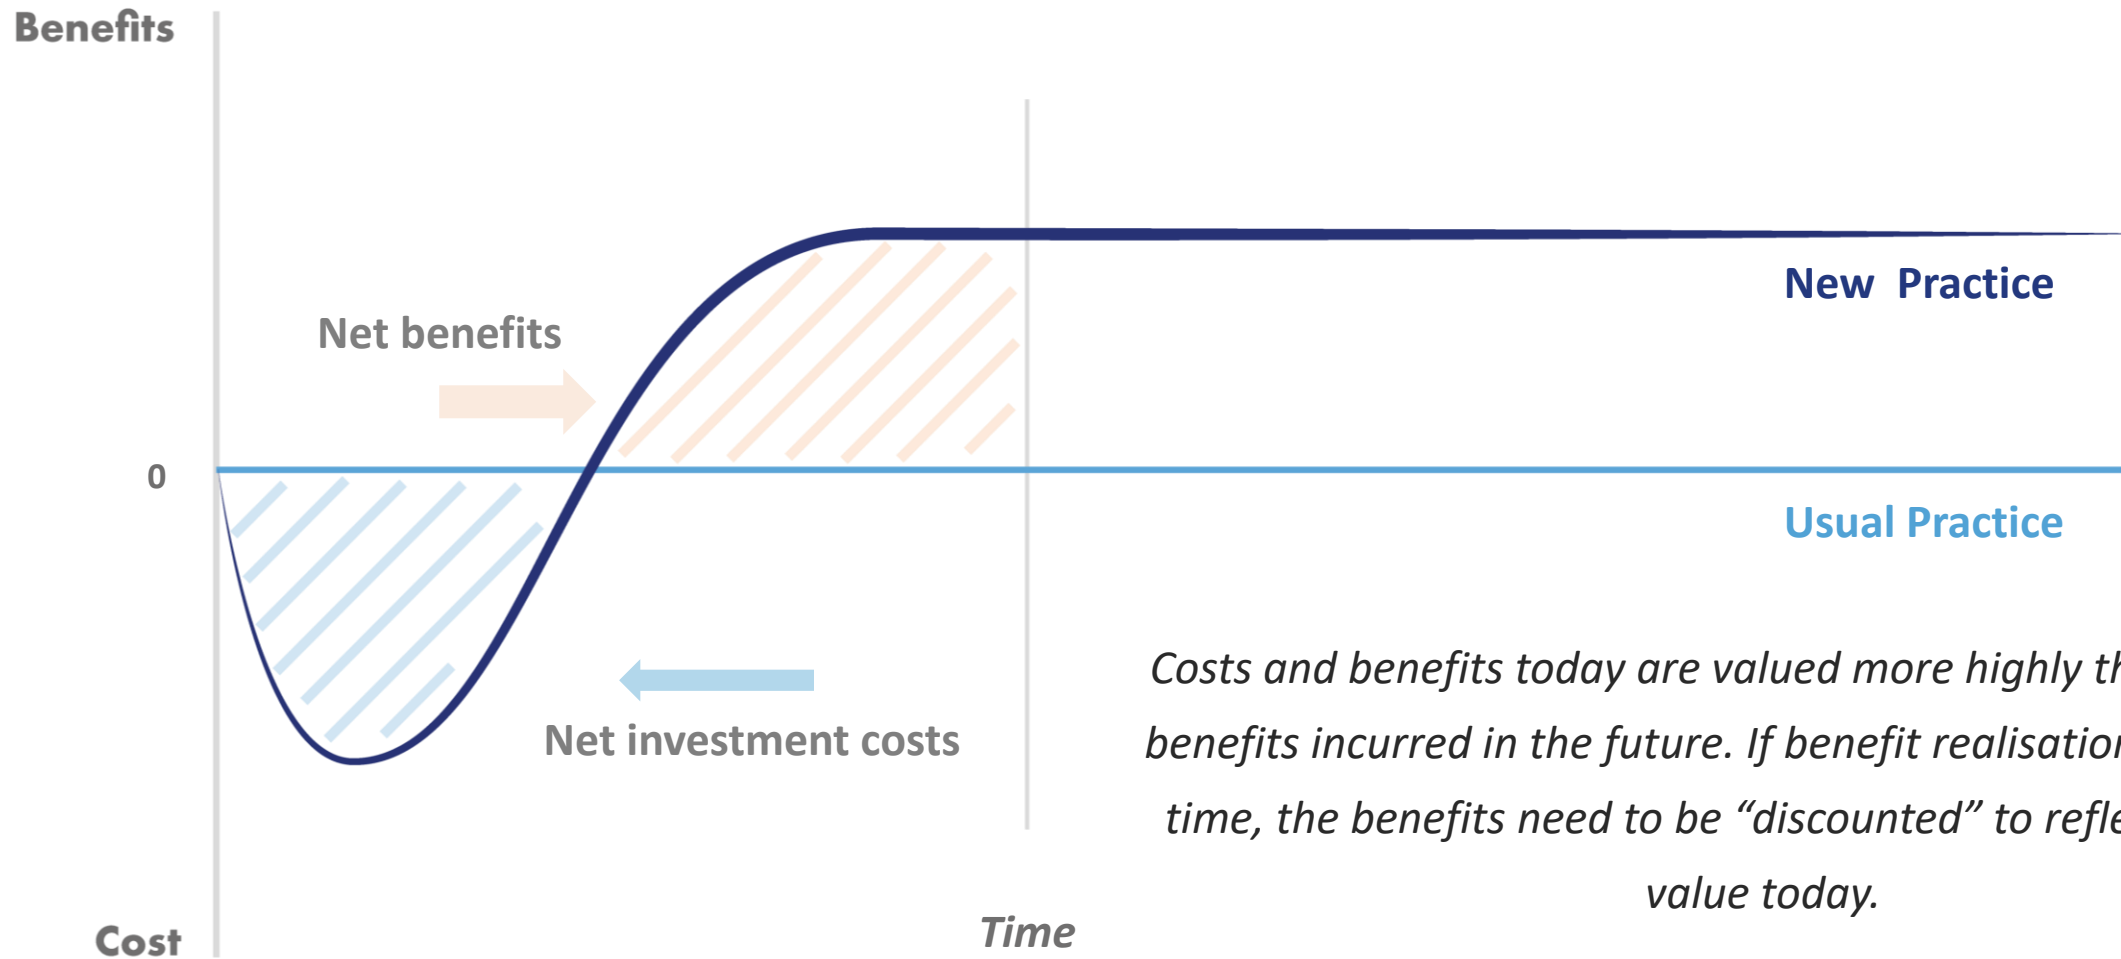 Benefits
Net benefits
New Practice
0
Usual Practice
Net investment costs
Costs and benefits today are valued more highly
benefits incurred in the future. If benefit
time, the benefits need to be “discounted” to
value today.
Cost
Time